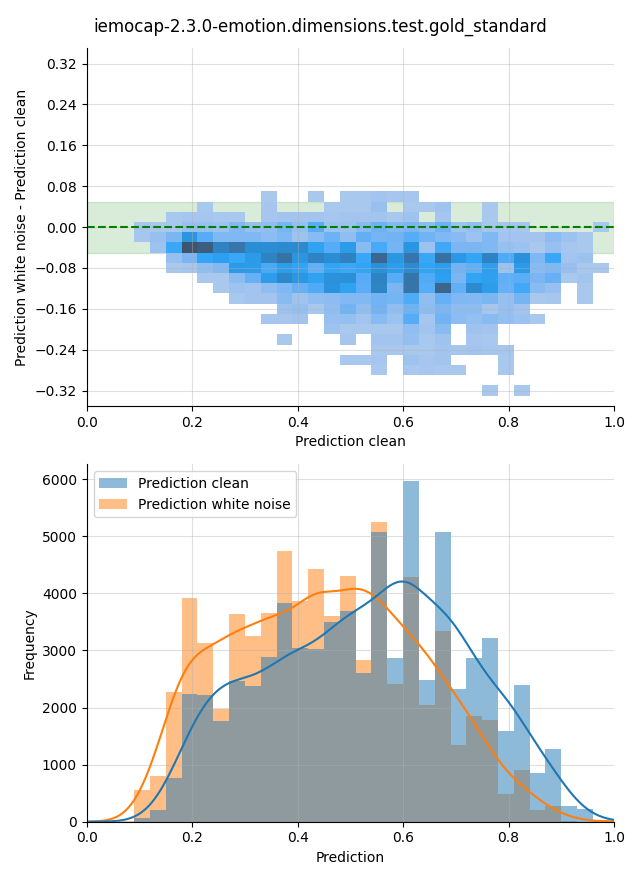 iemocap-2.3.0-emotion.dimensions.test.gold_standard
Prediction white noise - Prediction clean
0.32
0.24
0.16
0.08
0.00
−0.08
−0.16
−0.24
−0.32
0.0 0.2 0.4 0.6 0.8 1.0
Prediction clean
Frequency
6000
5000
4000
3000
2000
1000
0
Prediction clean
Prediction white noise
0.0 0.2 0.4 0.6 0.8 1.0
Prediction